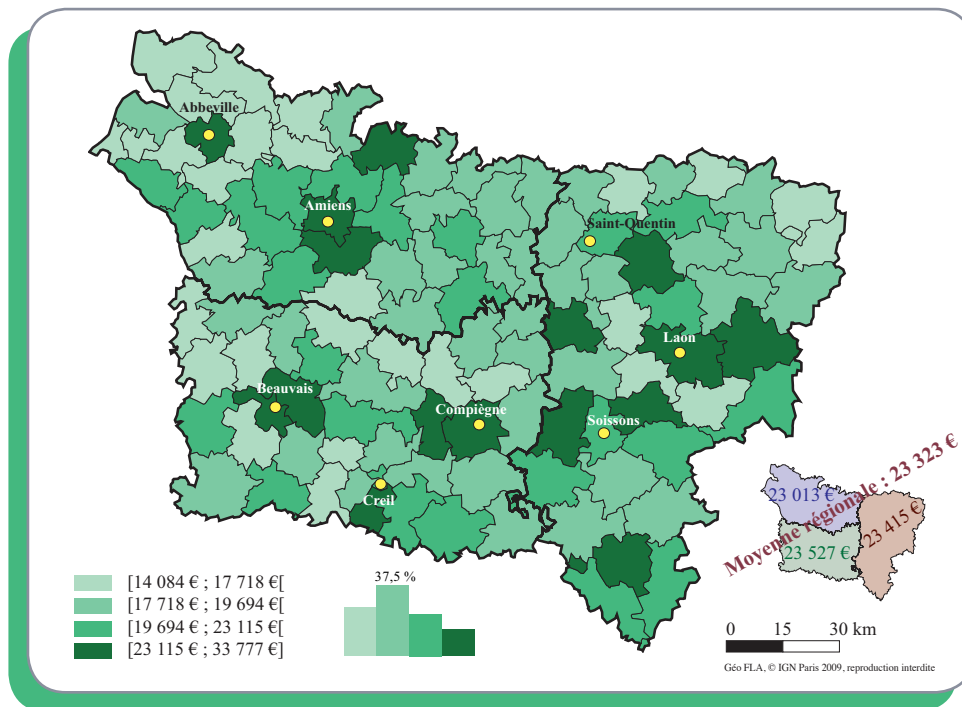 Abbeville
Amiens
Saint-Quentin
Laon
Beauvais
Compiègne
Soissons
Creil
Moyenne régionale : 23 323 €
23 013 €
23 415 €
23 527 €
37,5 %
[14 084 € ; 17 718 €[
[17 718 € ; 19 694 €[
[19 694 € ; 23 115 €[
[23 115 € ; 33 777 €]
0 15 30 km
Géo FLA, © IGN Paris 2009, reproduction interdite